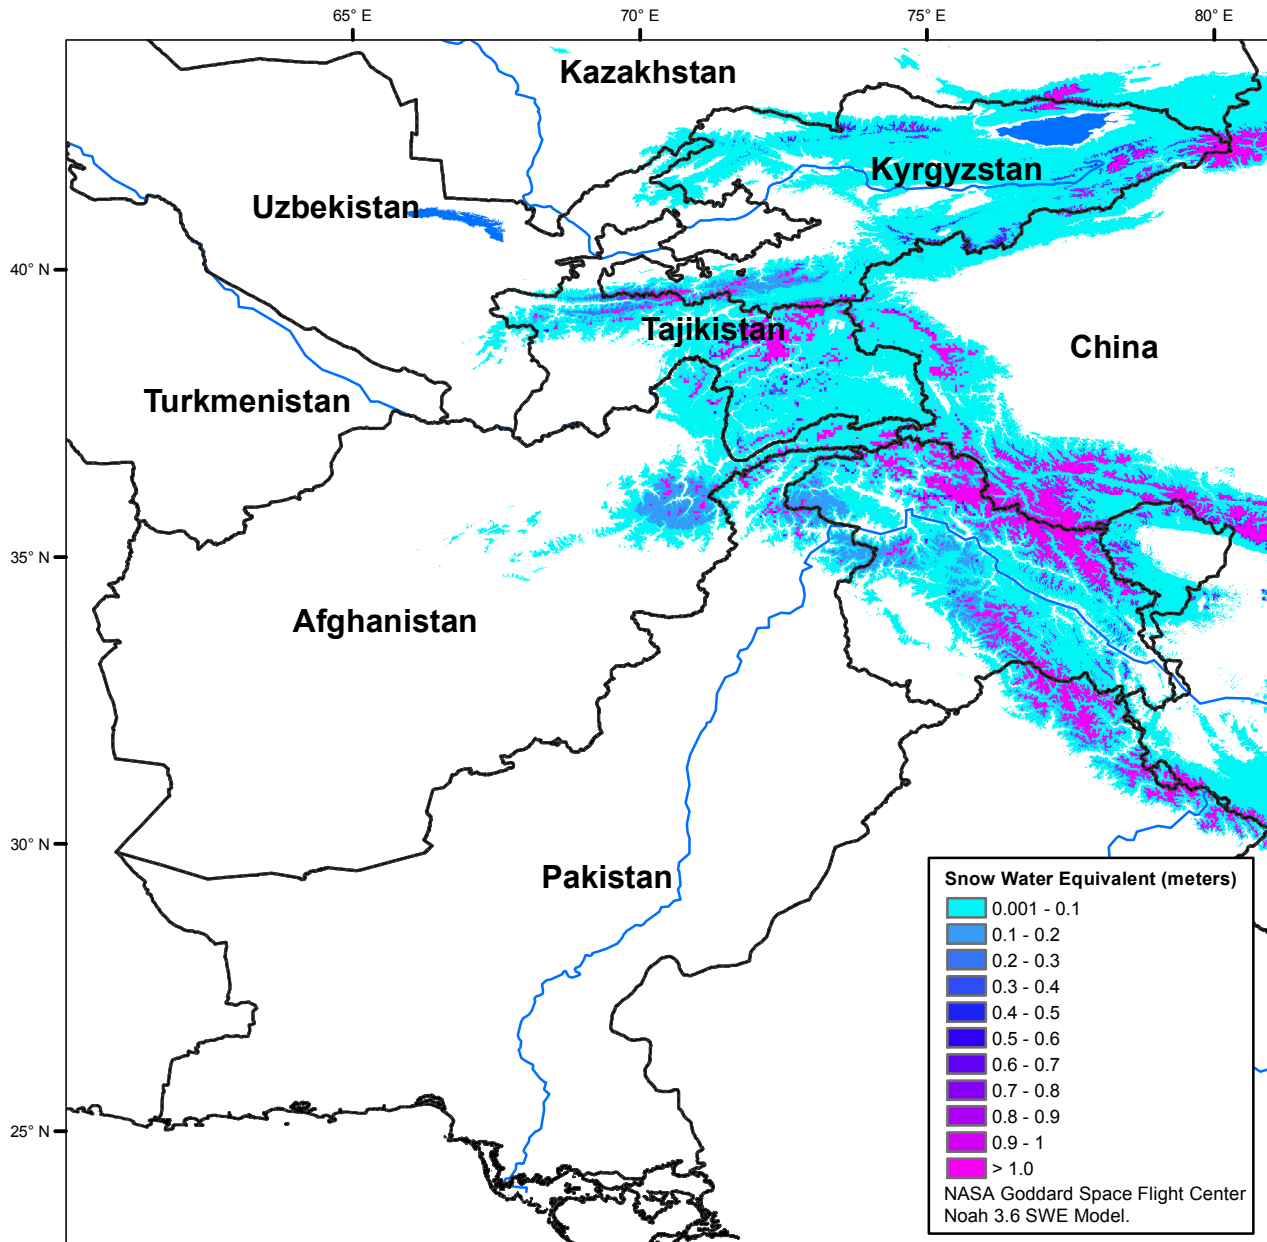 65° E
70° E
75° E
80° E
Kazakhstan
Kyrgyzstan
Uzbekistan
40° N
Tajikistan
China
Turkmenistan
35° N
Afghanistan
30° N
Pakistan
25° N
Snow Water Equivalent (meters)
0.001 - 0.1
0.1 - 0.2
0.2 - 0.3
0.3 - 0.4
0.4 - 0.5
0.5 - 0.6
0.6 - 0.7
0.7 - 0.8
0.8 - 0.9
0.9 - 1
> 1.0
NASA Goddard Space Flight Center
Noah 3.6 SWE Model.